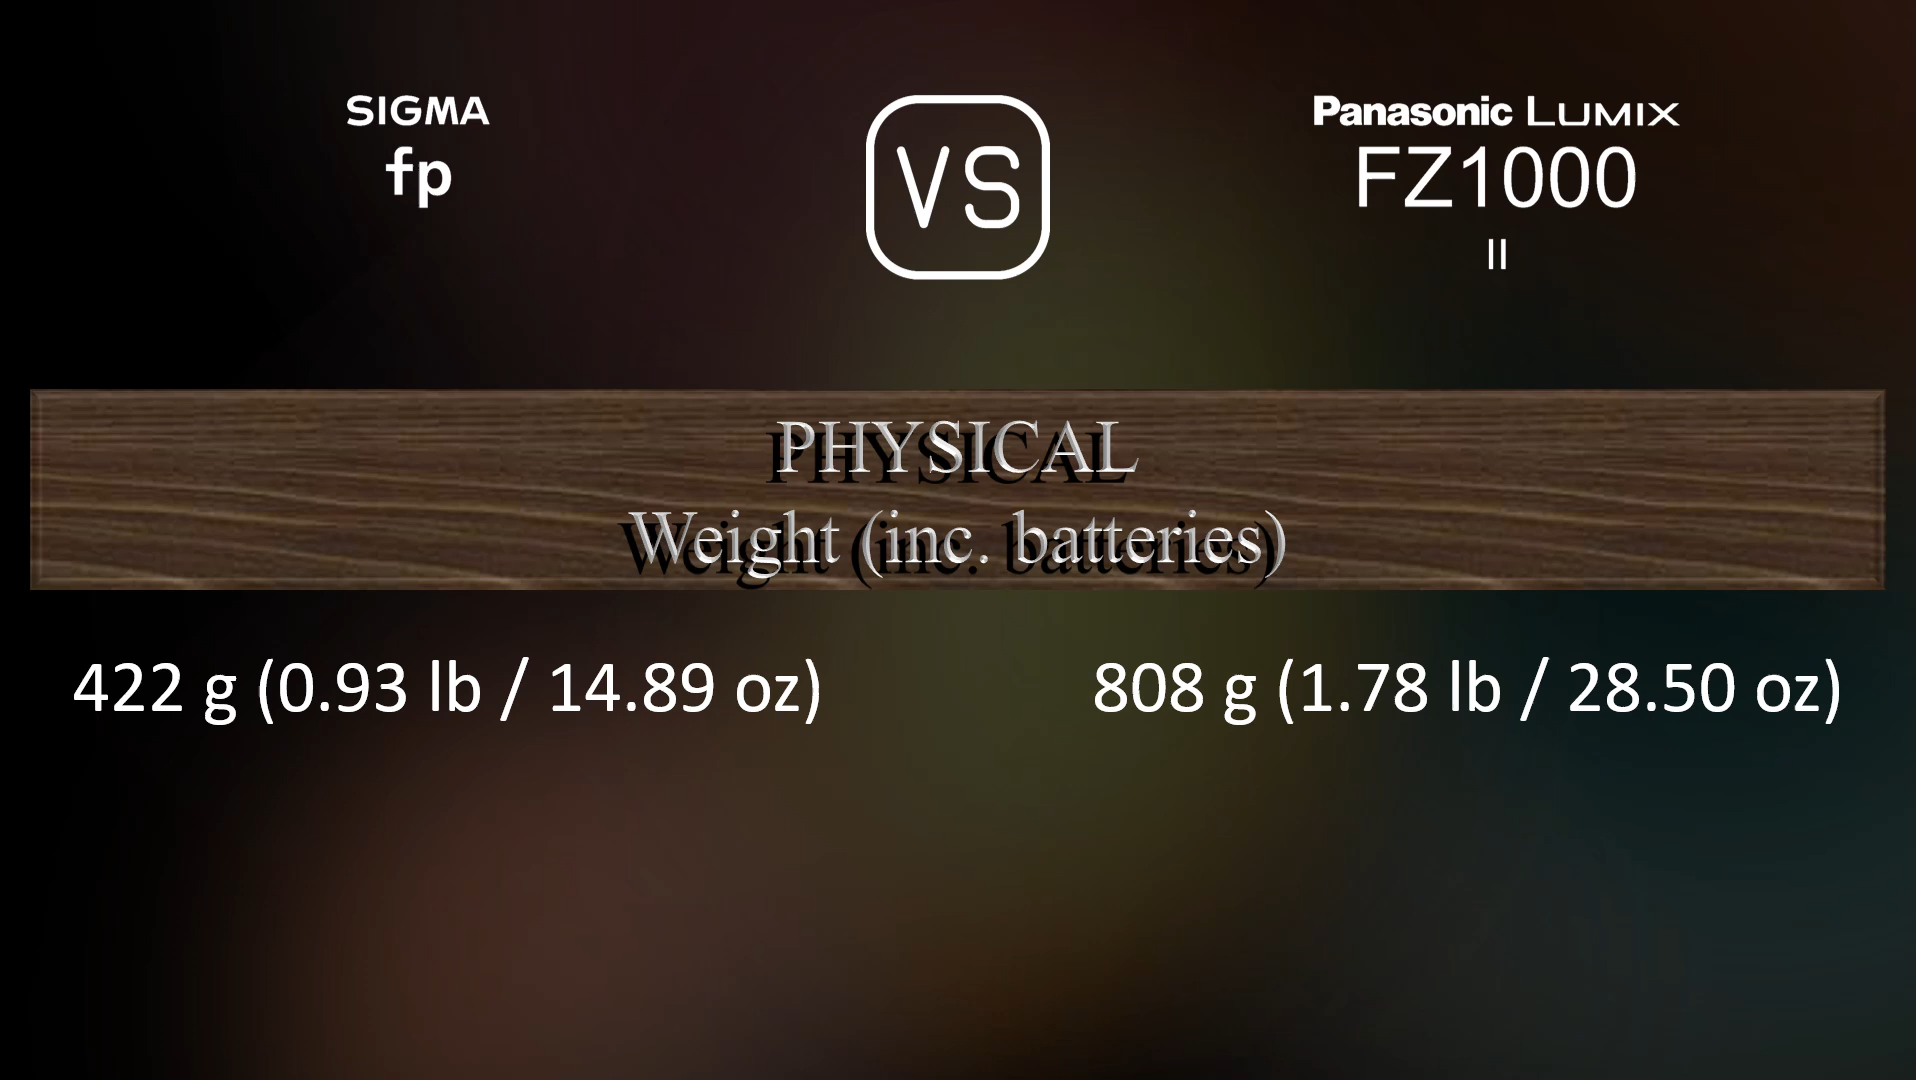 SIGMA
fp
VS
Panasonic LUMIX
FZ1000
II
PHYSICAL
Weight (inc. batteries)
422 g (0.93 lb / 14.89 oz)
808 g (1.78 lb / 28.50 oz)